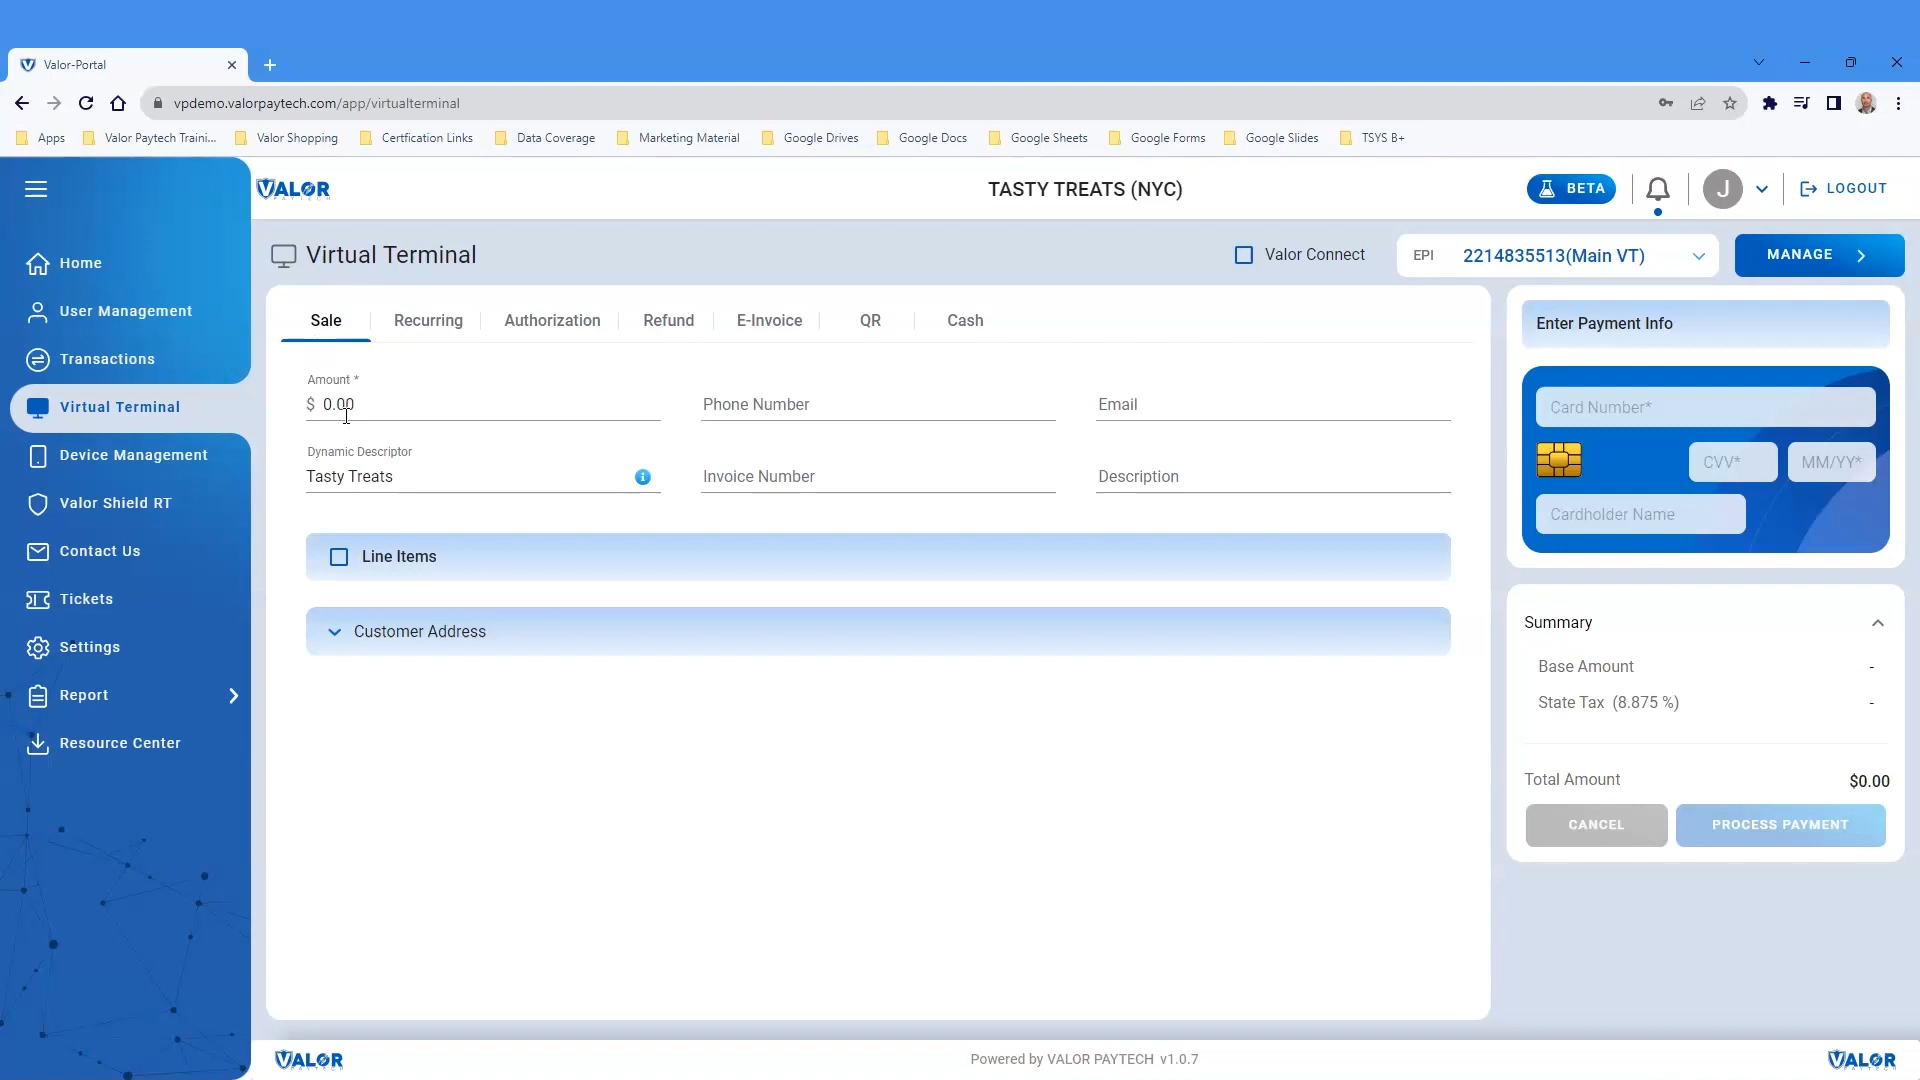 Valor-Portal
vpdemo.valorpaytech.com/app/virtualterminal
Apps
Valor Paytech Traini...
Valor Shopping
Certfication Links
Data Coverage
Marketing Material
Google Drives
Google Docs
Google Sheets
Google Forms
Google Slides
TSYS B+
VALOR PAYTECH
TASTY TREATS (NYC)
BETA
J
LOGOUT
Home
User Management
Transactions
Virtual Terminal
Device Management
Valor Shield RT
Contact Us
Tickets
Settings
Report
Resource Center
Virtual Terminal
Valor Connect
EPI 2214835513(Main VT)
MANAGE
Sale
Recurring
Authorization
Refund
E-Invoice
QR
Cash
Amount *
$ 0.00
Phone Number
Email
Dynamic Descriptor
Tasty Treats
Invoice Number
Description
Line Items
Customer Address
Enter Payment Info
Card Number*
CVV*
MM/YY*
Cardholder Name
Summary
Base Amount -
State Tax (8.875 %) -
Total Amount $0.00
CANCEL
PROCESS PAYMENT
VALOR PAYTECH
Powered by VALOR PAYTECH v1.0.7
VALOR PAYTECH